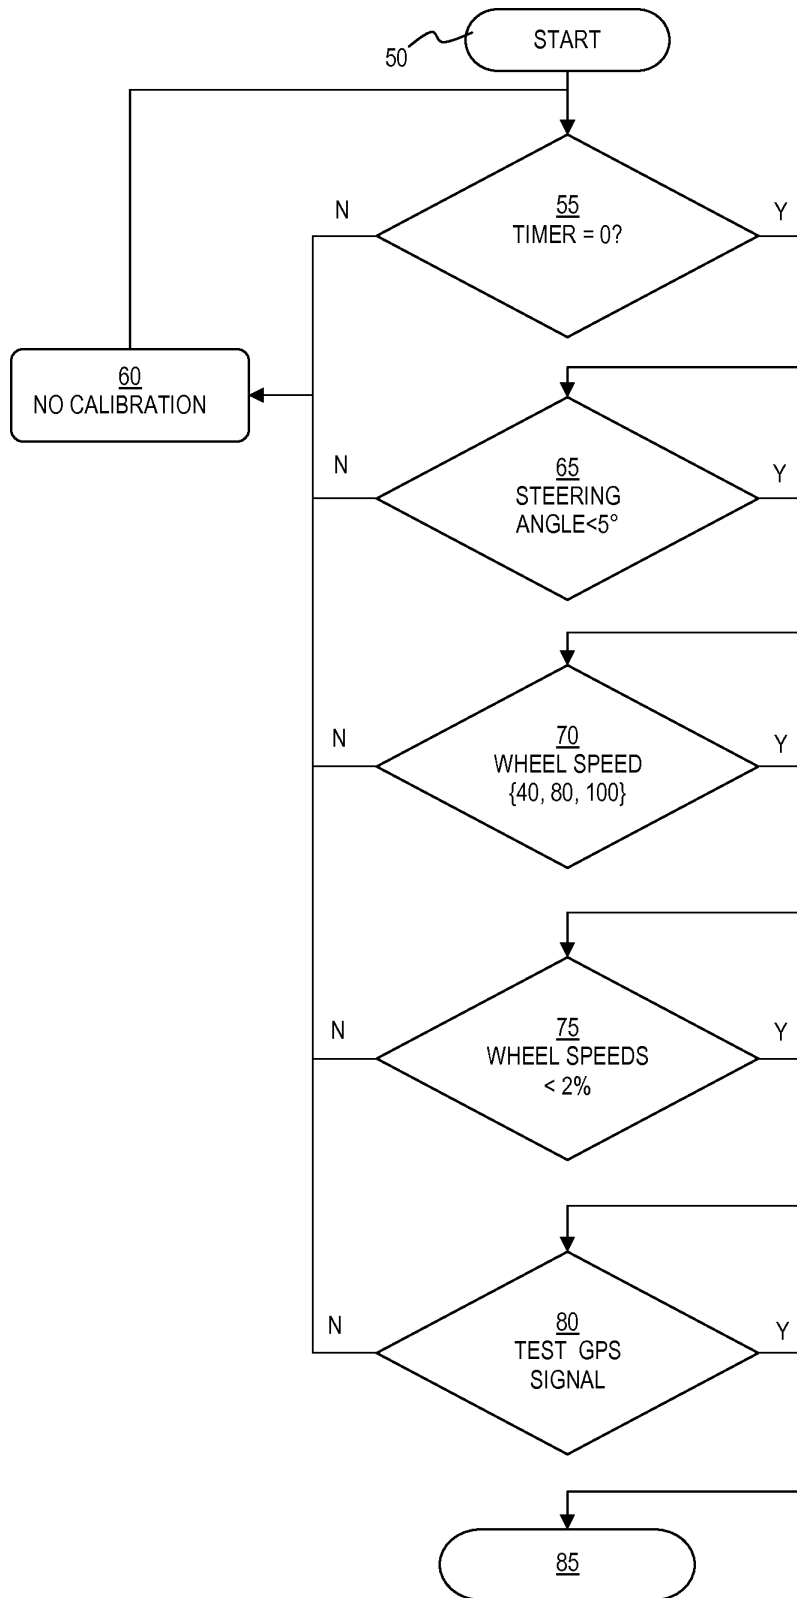 START
50
55
TIMER = 0?
N
Y
60
NO CALIBRATION
65
STEERING
ANGLE<5°
N
Y
70
WHEEL SPEED
{40, 80, 100}
N
Y
75
WHEEL SPEEDS
< 2%
N
Y
80
TEST GPS
SIGNAL
N
Y
85